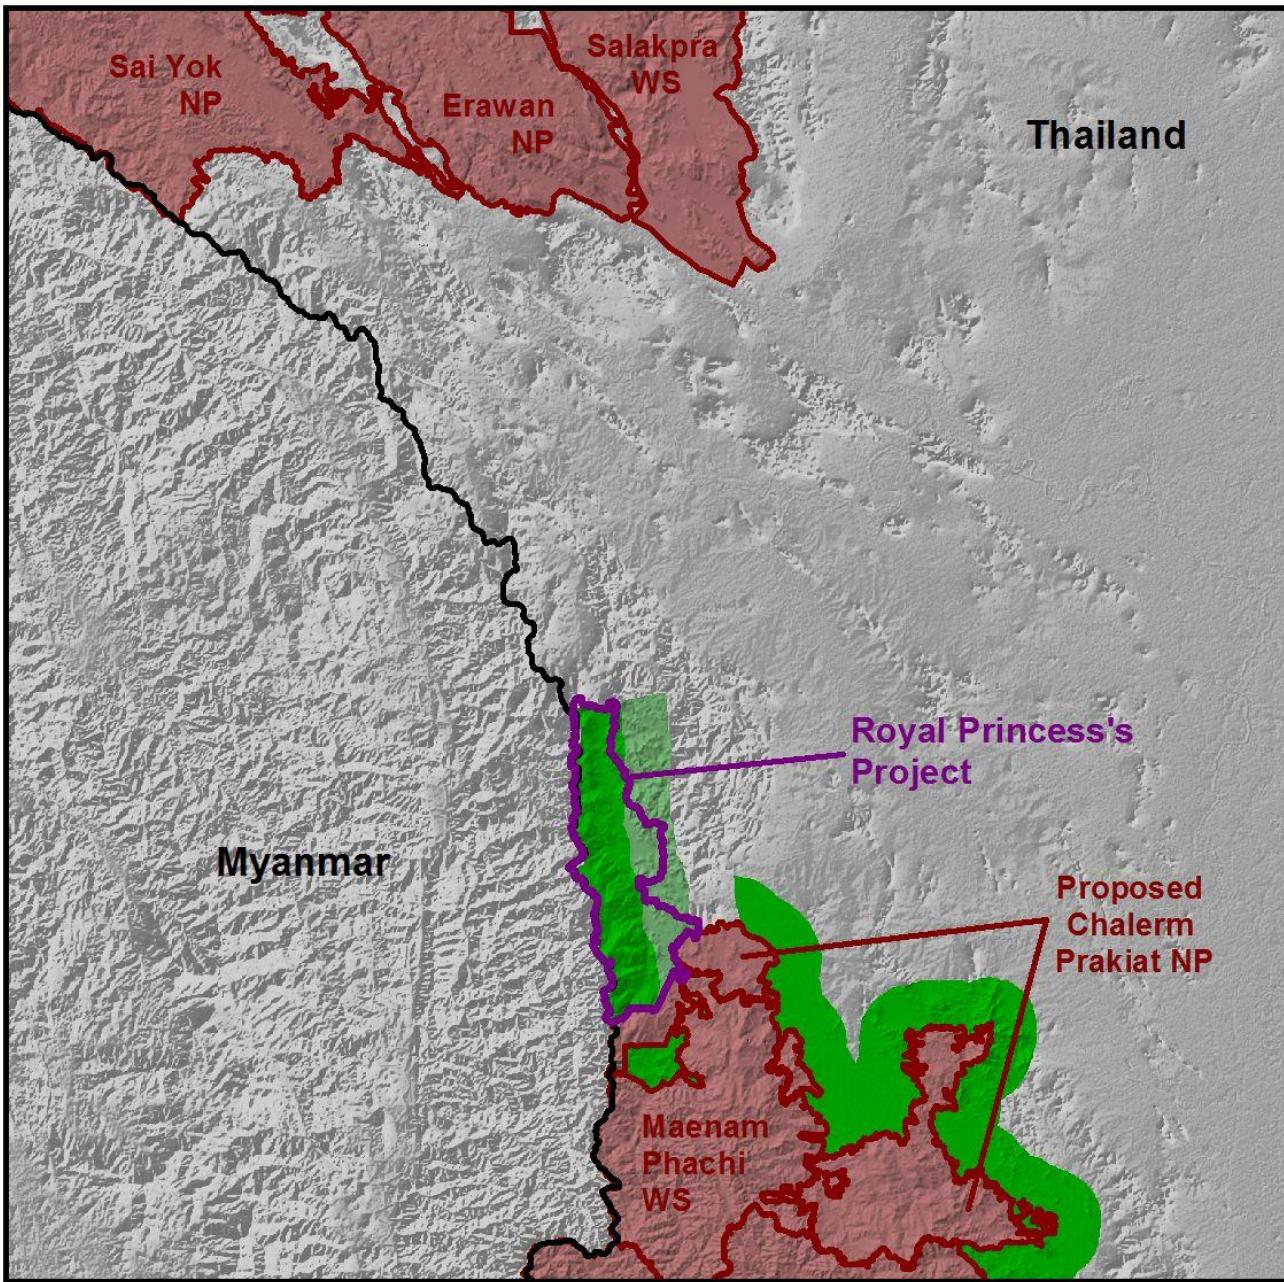 Sai Yok
NP
Erawan
NP
Salakpra
WS
Thailand
Royal Princess's
Project
Myanmar
Proposed
Chalerm
Prakiat NP
Maenam
Phachi
WS